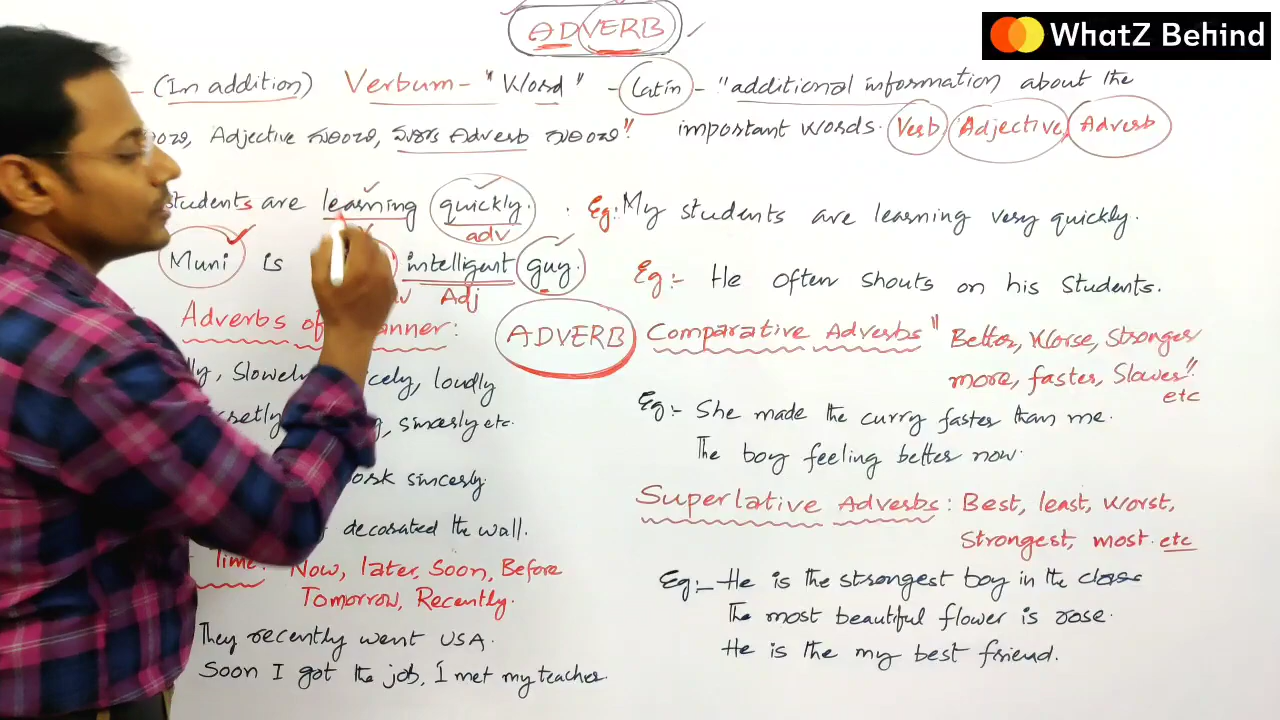 ADVERB
WhatZ Behind
- (In addition) Verbum - "Word" - Latin - "additional information about the
important words. Verb, Adjective, Adverb
Adjective గురించి, మరొక Adverb గురించి"
Students are learning quickly.
adv
Eg:- My students are learning very quickly.
Muni is intelligent guy.
Adj
Eg:- He often shouts on his students.
Adverbs of Manner:
Slowely, nicely, loudly
sincerly etc.
work sincerly.
decorated the wall.
Time: Now, later, Soon, Before
Tomorrow, Recently.
They recently went USA.
Soon I got the job, I met my teacher.
ADVERB
Comparative Adverbs" Better, Worse, Stronger
more, faster, Slower".
etc
Eg:- She made the curry faster than me.
The boy feeling better now.
Superlative Adverbs: Best, least, worst,
Strongest, most etc
Eg:- He is the strongest boy in the class
The most beautiful flower is rose.
He is the my best friend.